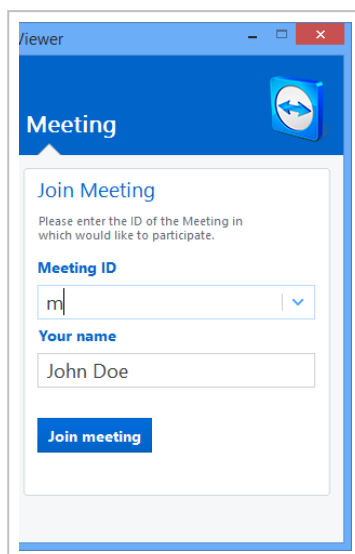 Viewer
Meeting
Join Meeting
Please enter the ID of the Meeting in
which would like to participate.
Meeting ID
m
Your name
John Doe
Join meeting